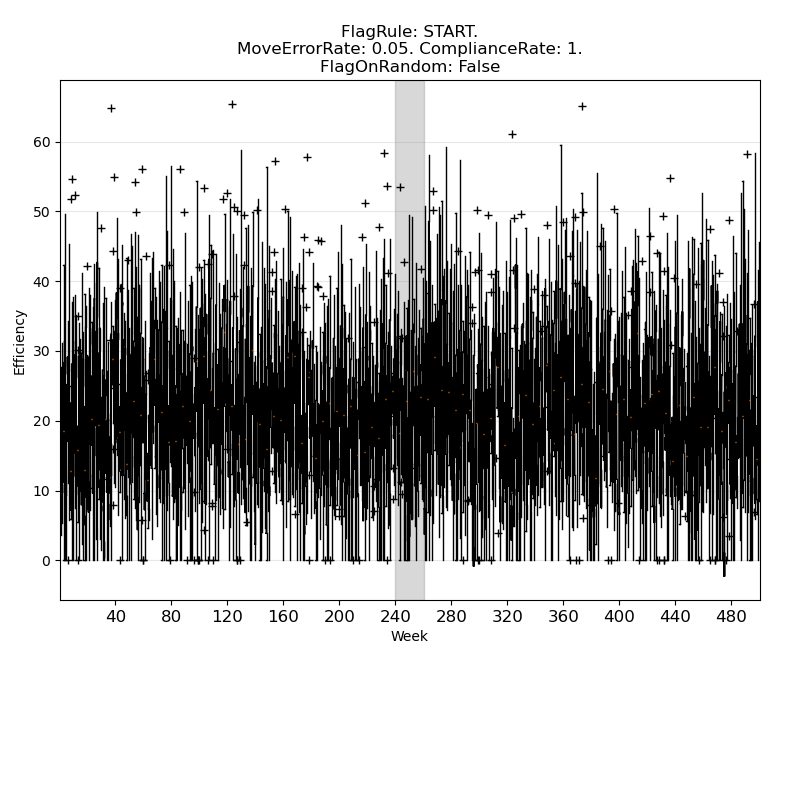 FlagRule: START.
MoveErrorRate: 0.05. ComplianceRate: 1.
FlagOnRandom: False
Efficiency
60
50
40
30
20
10
0
40 80 120 160 200 240 280 320 360 400 440 480
Week